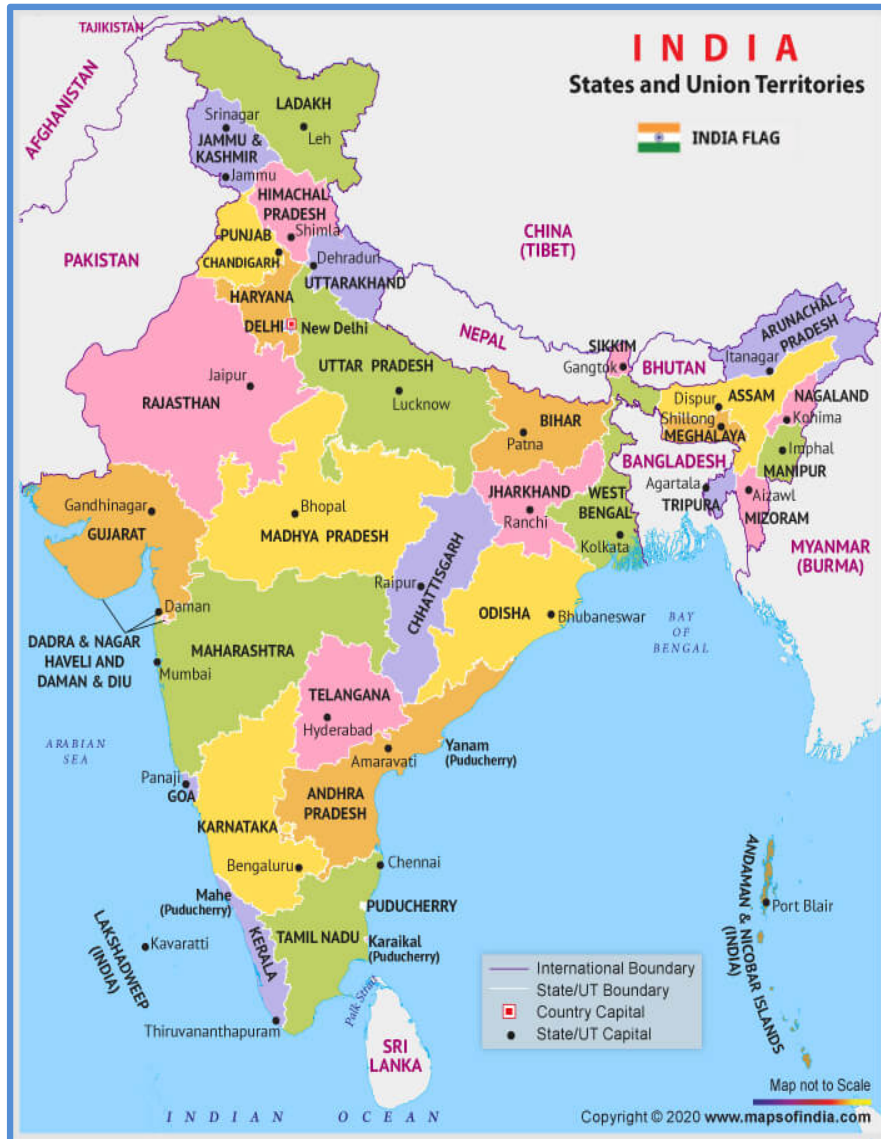 INDIA
States and Union Territories
INDIA FLAG
TAJIKISTAN
AFGHANISTAN
PAKISTAN
CHINA
(TIBET)
NEPAL
BHUTAN
BANGLADESH
MYANMAR
(BURMA)
SRI
LANKA
LADAKH
Leh
Srinagar
JAMMU &
KASHMIR
Jammu
HIMACHAL
PRADESH
Shimla
PUNJAB
CHANDIGARH
Dehradun
UTTARAKHAND
HARYANA
DELHI
New Delhi
UTTAR PRADESH
Lucknow
Jaipur
RAJASTHAN
BIHAR
Patna
SIKKIM
Gangtok
ARUNACHAL
PRADESH
Itanagar
ASSAM
Dispur
NAGALAND
Kohima
Shillong
MEGHALAYA
Imphal
MANIPUR
Agartala
TRIPURA
Aizawl
MIZORAM
Gandhinagar
GUJARAT
Bhopal
MADHYA PRADESH
JHARKHAND
Ranchi
WEST
BENGAL
Kolkata
Raipur
CHHATTISGARH
ODISHA
Bhubaneswar
Daman
DADRA & NAGAR
HAVELI AND
DAMAN & DIU
MAHARASHTRA
Mumbai
TELANGANA
Hyderabad
Amaravati
Yanam
(Puducherry)
ANDHRA
PRADESH
Panaji
GOA
KARNATAKA
Bengaluru
Chennai
Mahe
(Puducherry)
PUDUCHERRY
TAMIL NADU
Karaikal
(Puducherry)
KERALA
Thiruvananthapuram
LAKSHADWEEP
(INDIA)
Kavaratti
ANDAMAN & NICOBAR ISLANDS
(INDIA)
Port Blair
ARABIAN
SEA
BAY
OF
BENGAL
Palk Strait
INDIAN OCEAN
International Boundary
State/UT Boundary
Country Capital
State/UT Capital
Map not to Scale
Copyright © 2020 www.mapsofindia.com